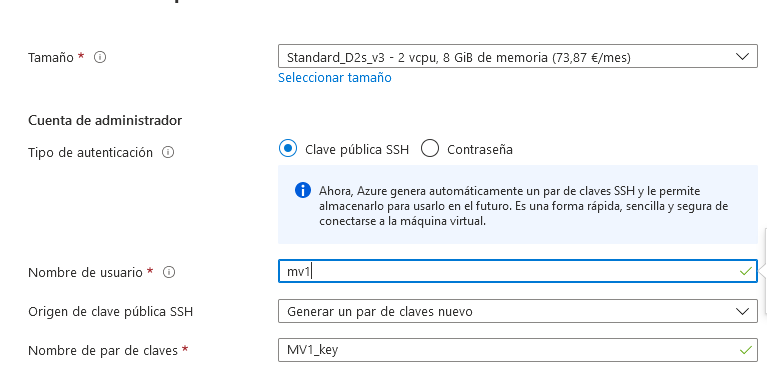 Tamaño *
Standard_D2s_v3 - 2 vcpu, 8 GiB de memoria (73,87 €/mes)
Seleccionar tamaño
Cuenta de administrador
Tipo de autenticación
Clave pública SSH
Contraseña
Ahora, Azure genera automáticamente un par de claves SSH y le permite
almacenarlo para usarlo en el futuro. Es una forma rápida, sencilla y segura de
conectarse a la máquina virtual.
Nombre de usuario *
mv1
Origen de clave pública SSH
Generar un par de claves nuevo
Nombre de par de claves *
MV1_key